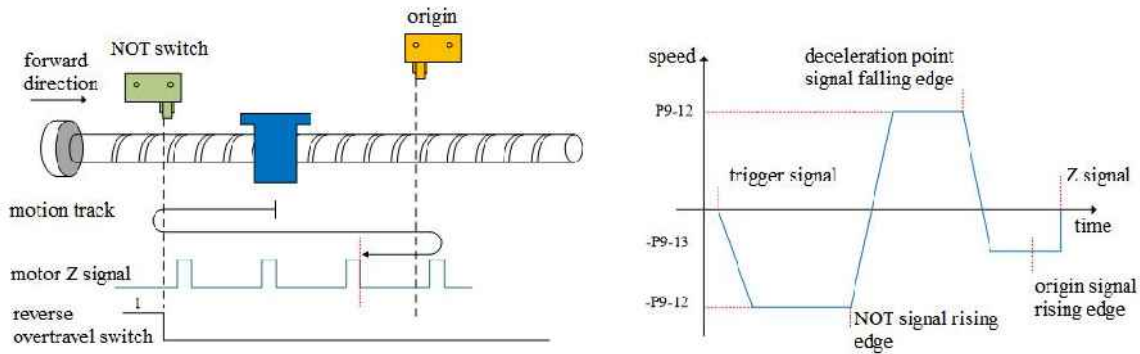 origin
NOT switch
forward
direction
motion track
motor Z signal
1
reverse
overtravel switch
speed
deceleration point
signal falling edge
P9-12
trigger signal
Z signal
time
-P9-13
origin signal
rising edge
-P9-12
NOT signal rising
edge